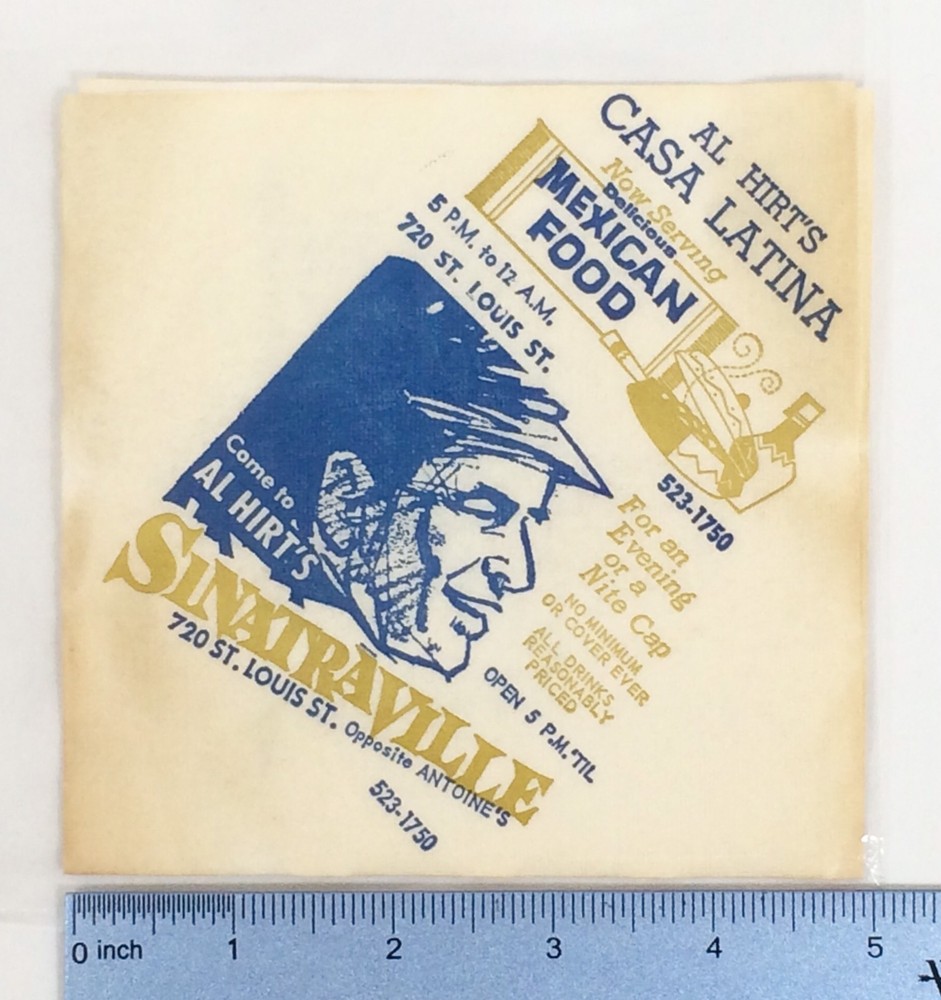 AL HIRT'S
CASA LATINA
Now Serving
Delicious
MEXICAN
FOOD
5 P.M. to 12 A.M.
720 ST. LOUIS ST.
523-1750
Come to
AL HIRT'S
SINATRAVILLE
720 ST. LOUIS ST. Opposite ANTOINE'S
523-1750
For an
Evening
or a
Nite Cap
NO MINIMUM
OR COVER EVER
ALL DRINKS
REASONABLY
PRICED
OPEN 5 P.M. 'TIL
0 inch 1 2 3 4 5